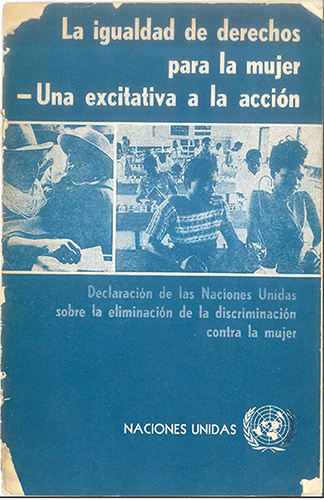 La igualdad de derechos
para la mujer
—Una excitativa a la acción
Declaración de las Naciones Unidas
sobre la eliminación de la discriminación
contra la mujer
NACIONES UNIDAS